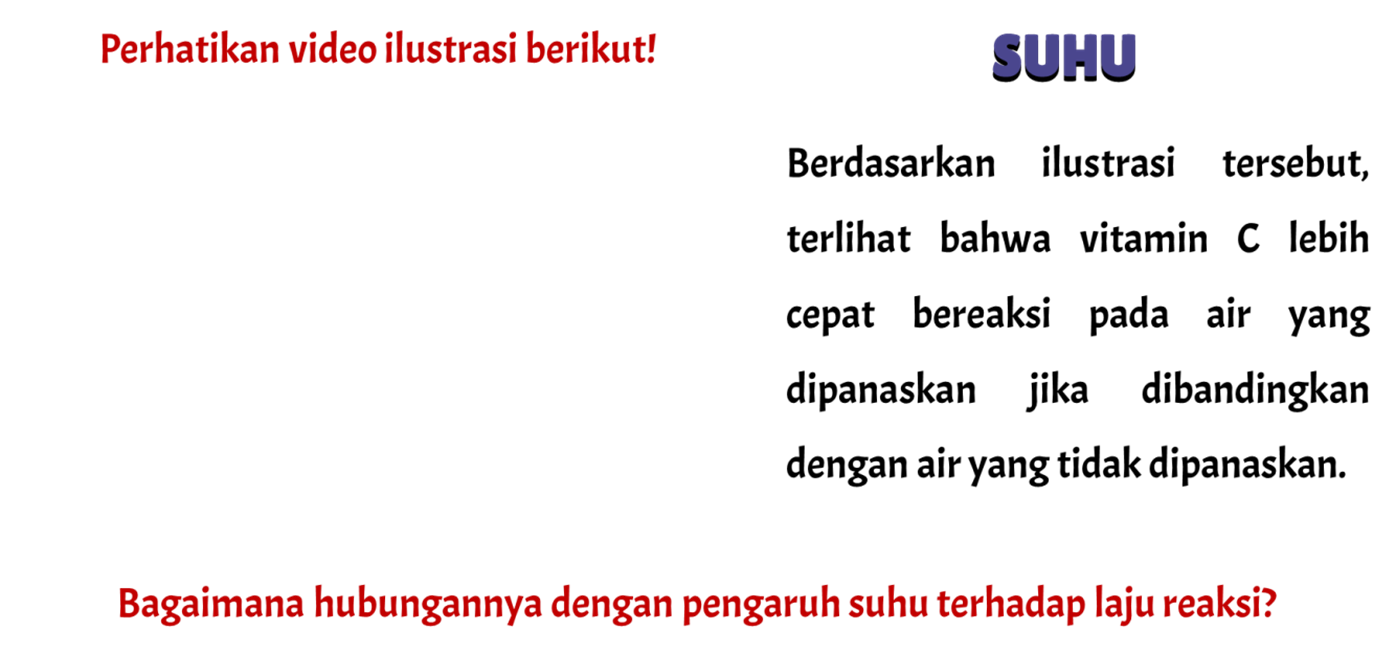 Perhatikan video ilustrasi berikut!
SUHU
Berdasarkan ilustrasi tersebut,
terlihat bahwa vitamin C lebih
cepat bereaksi pada air yang
dipanaskan jika dibandingkan
dengan air yang tidak dipanaskan.
Bagaimana hubungannya dengan pengaruh suhu terhadap laju reaksi?